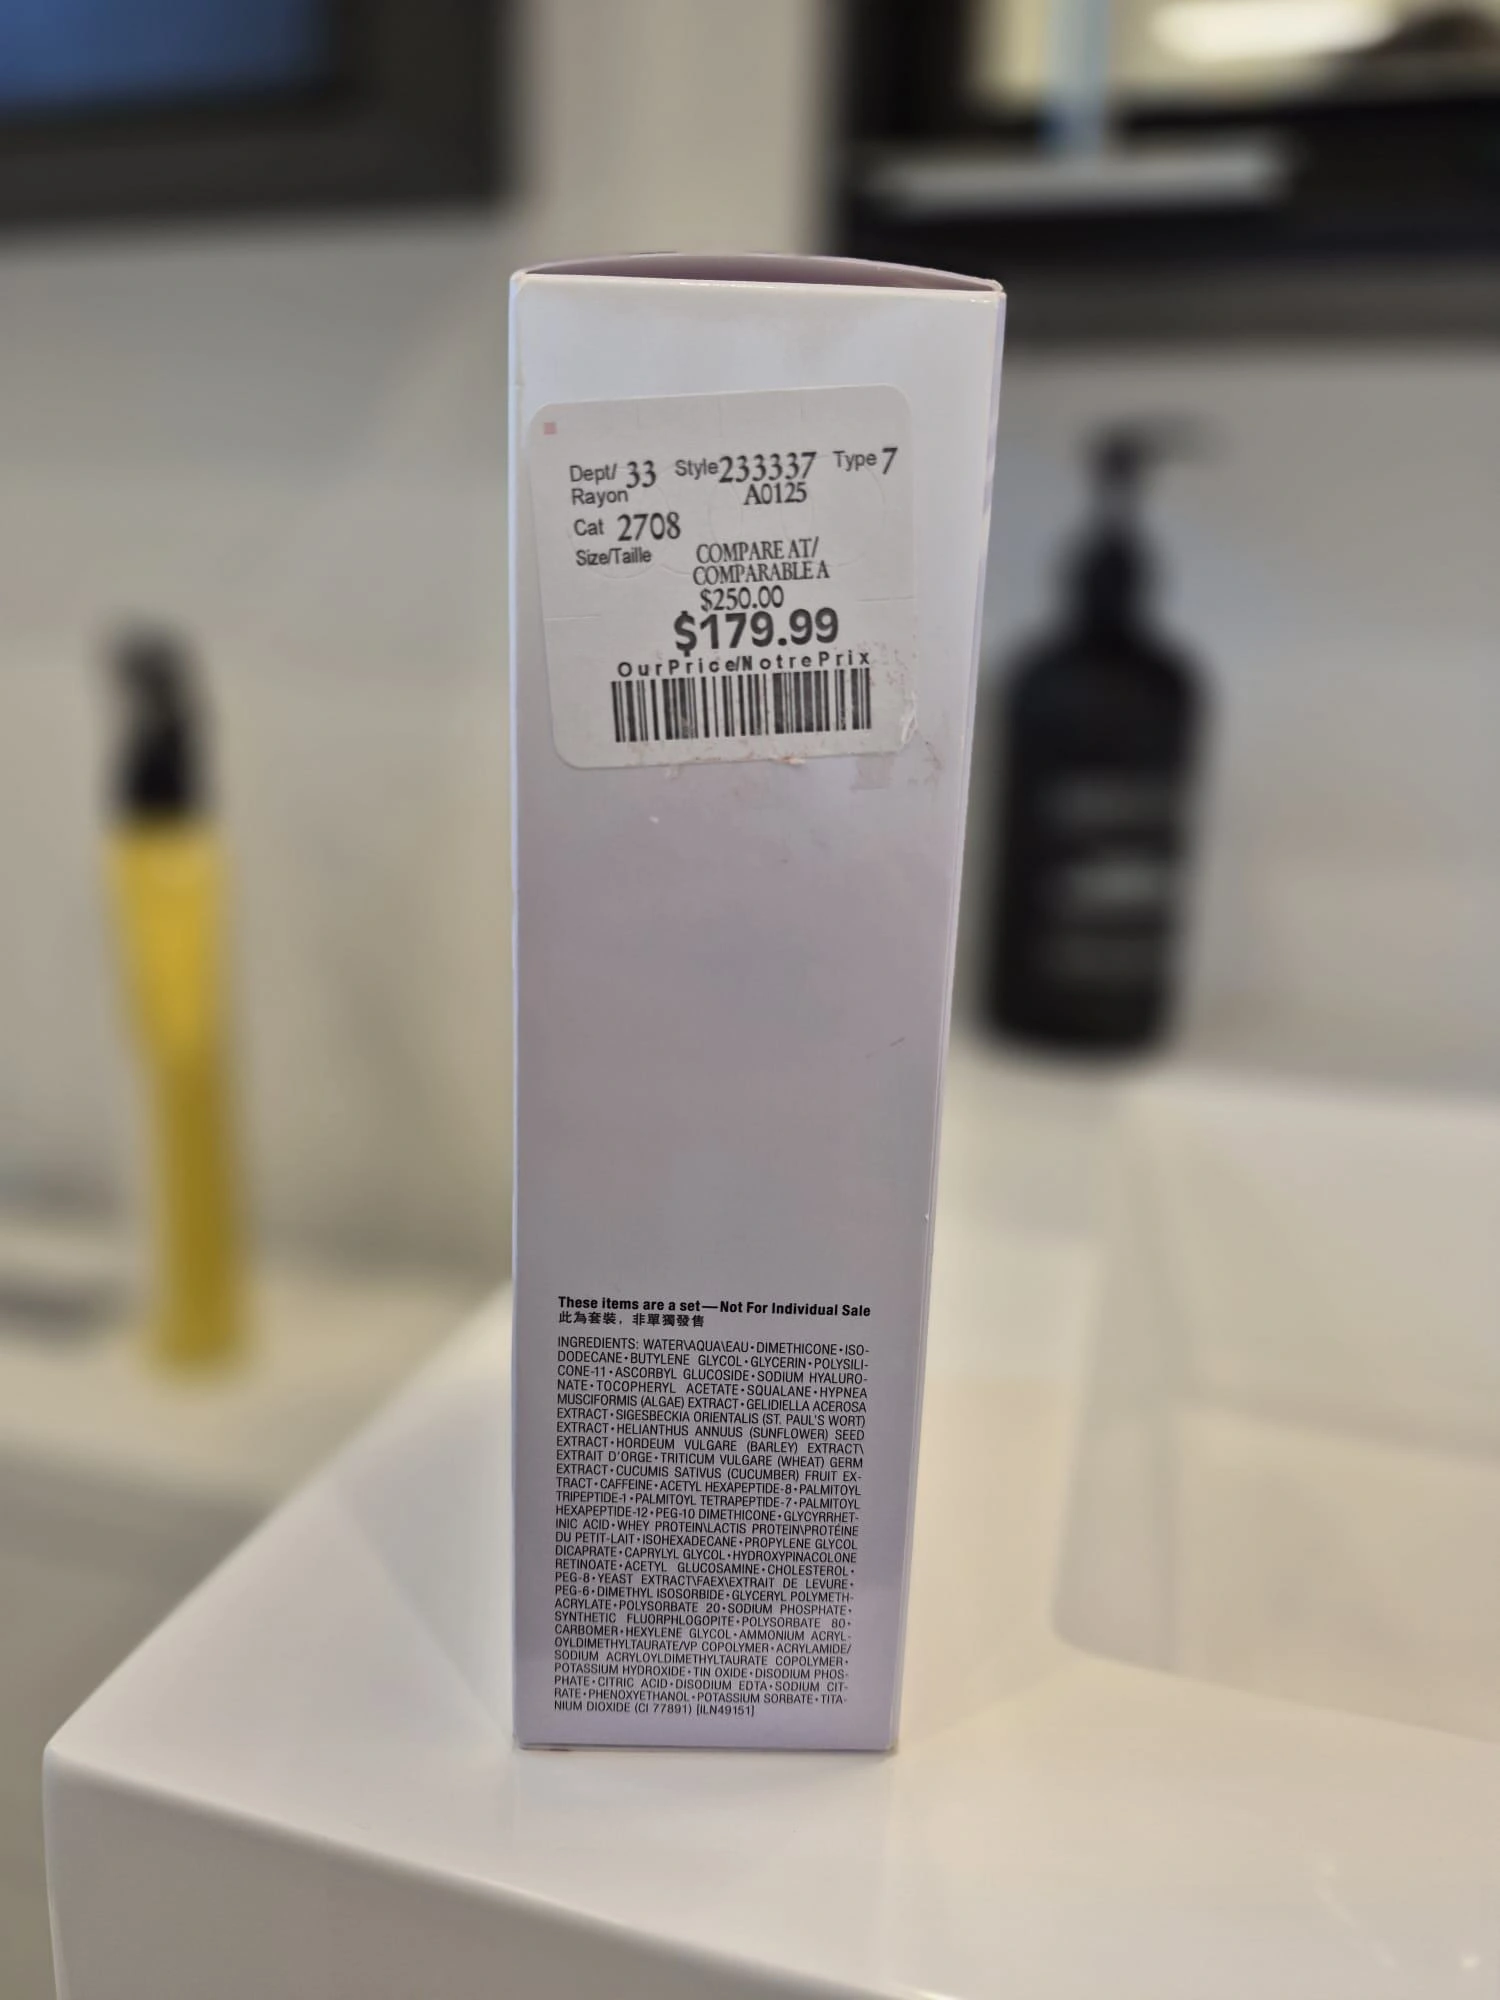 Dept/ 33 Style 233337 Type 7
Rayon A0125
Cat 2708
Size/Taille COMPARE AT/
COMPARABLE A
$250.00
$179.99
Our Price/Notre Prix
These items are a set—Not For Individual Sale
此為套裝，非單獨發售
INGREDIENTS: WATER\AQUA\EAU • DIMETHICONE • ISO-
DODECANE • BUTYLENE GLYCOL • GLYCERIN • POLYSILI-
CONE-11 • ASCORBYL GLUCOSIDE • SODIUM HYALURO-
NATE • TOCOPHERYL ACETATE • SQUALANE • HYPNEA
MUSCIFORMIS (ALGAE) EXTRACT • GELIDIELLA ACEROSA
EXTRACT • SIGESBECKIA ORIENTALIS (ST. PAUL'S WORT)
EXTRACT • HELIANTHUS ANNUUS (SUNFLOWER) SEED
EXTRACT • HORDEUM VULGARE (BARLEY) EXTRACT\
EXTRAIT D'ORGE • TRITICUM VULGARE (WHEAT) GERM
EXTRACT • CUCUMIS SATIVUS (CUCUMBER) FRUIT EX-
TRACT • CAFFEINE • ACETYL HEXAPEPTIDE-8 • PALMITOYL
TRIPEPTIDE-1 • PALMITOYL TETRAPEPTIDE-7 • PALMITOYL
HEXAPEPTIDE-12 • PEG-10 DIMETHICONE • GLYCYRRHET-
INIC ACID • WHEY PROTEIN\LACTIS PROTEIN\PROTÉINE
DU PETIT-LAIT • ISOHEXADECANE • PROPYLENE GLYCOL
DICAPRATE • CAPRYLYL GLYCOL • HYDROXYPINACOLONE
RETINOATE • ACETYL GLUCOSAMINE • CHOLESTEROL •
PEG-8 • YEAST EXTRACT\FAEX\EXTRAIT DE LEVURE •
PEG-6 • DIMETHYL ISOSORBIDE • GLYCERYL POLYMETH-
ACRYLATE • POLYSORBATE 20 • SODIUM PHOSPHATE •
SYNTHETIC FLUORPHLOGOPITE • POLYSORBATE 80 •
CARBOMER • HEXYLENE GLYCOL • AMMONIUM ACRYL-
OYLDIMETHYLTAURATE/VP COPOLYMER • ACRYLAMIDE/
SODIUM ACRYLOYLDIMETHYLTAURATE COPOLYMER •
POTASSIUM HYDROXIDE • TIN OXIDE • DISODIUM PHOS-
PHATE • CITRIC ACID • DISODIUM EDTA • SODIUM CIT-
RATE • PHENOXYETHANOL • POTASSIUM SORBATE • TITA-
NIUM DIOXIDE (CI 77891) [ILN49151]